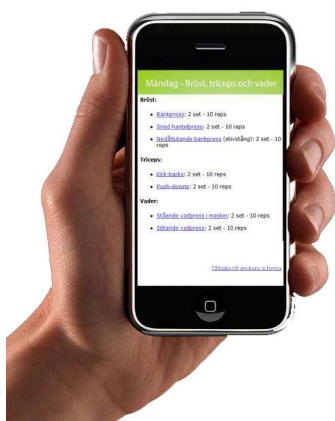 Måndag - Bröst, triceps och vader
Bröst:
• Bänkpress: 2 set - 10 reps
• Sned hantelpress: 2 set - 10 reps
• Nedåtlutande bänkpress (skivstång): 2 set - 10
reps
Triceps:
• Kick-backs: 2 set - 10 reps
• Push-downs: 2 set - 10 reps
Vader:
• Stående vadpress i maskin: 2 set - 10 reps
• Sittande vadpress: 2 set - 10 reps
Tillbaka till veckans schema